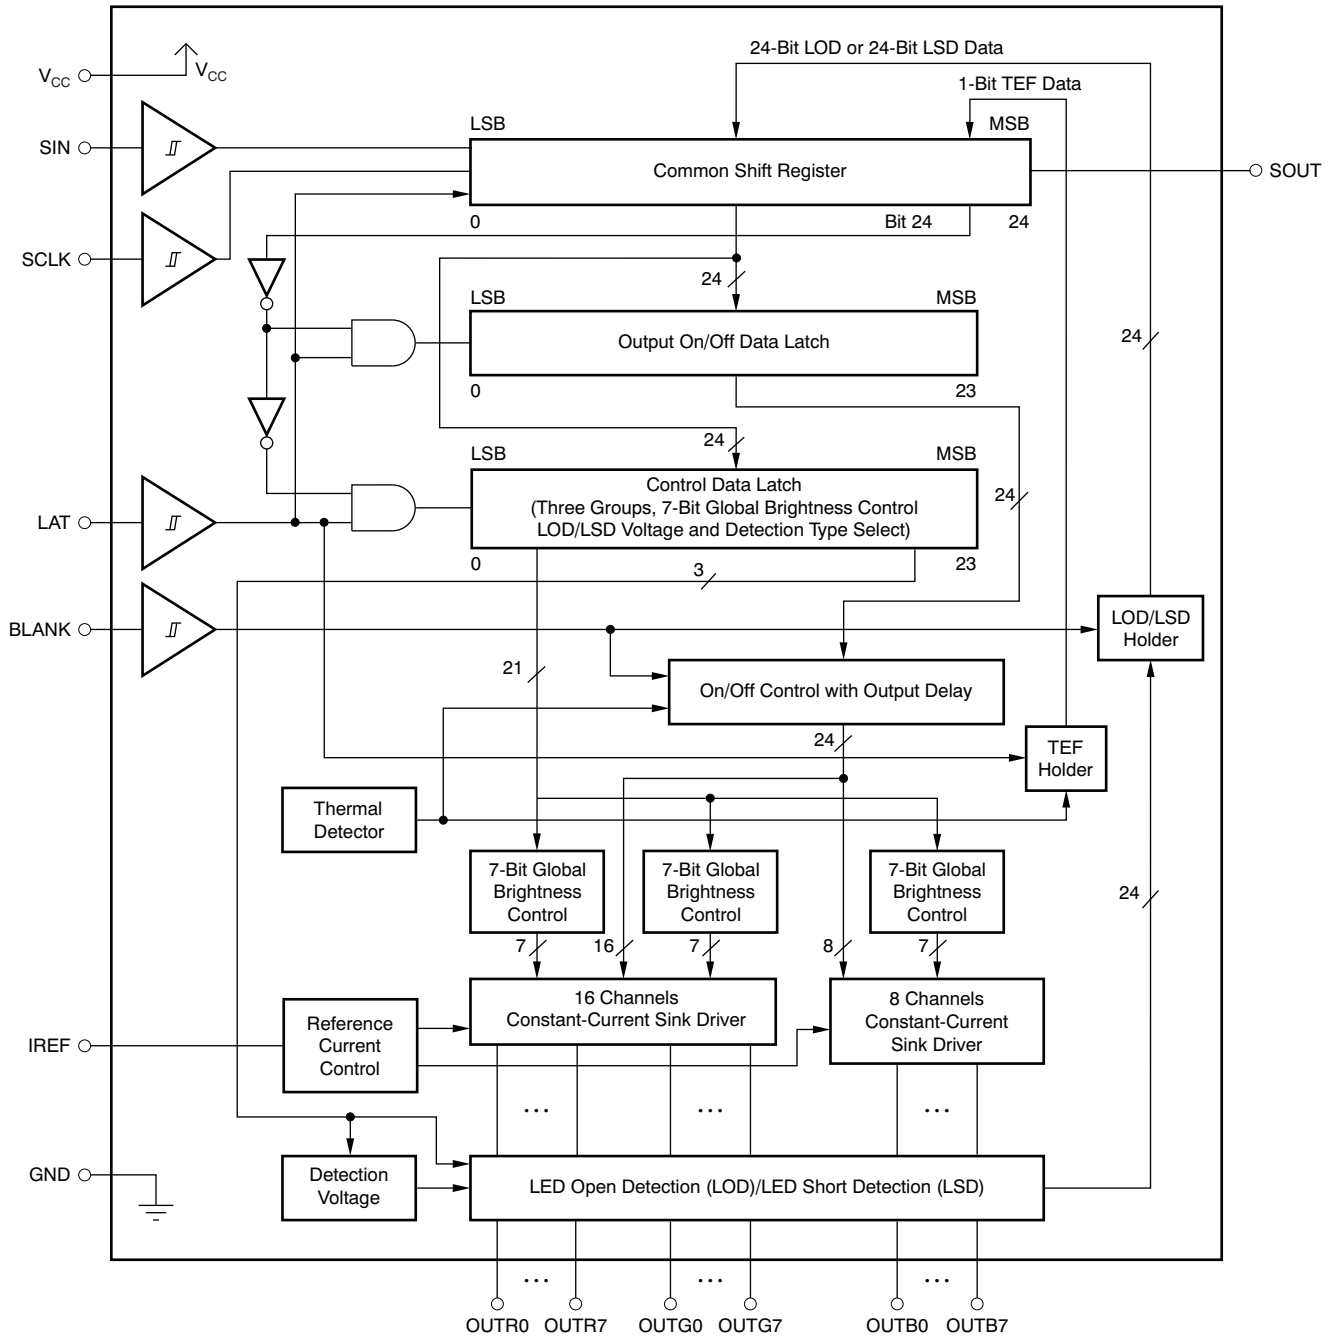 24-Bit LOD or 24-Bit LSD Data
VCC
VCC
1-Bit TEF Data
LSB
MSB
SIN
Common Shift Register
SOUT
0
Bit 24
24
SCLK
24
LSB
MSB
Output On/Off Data Latch
24
0
23
24
LSB
MSB
Control Data Latch
(Three Groups, 7-Bit Global Brightness Control
LOD/LSD Voltage and Detection Type Select)
24
LAT
0
3
23
BLANK
LOD/LSD
Holder
21
On/Off Control with Output Delay
24
TEF
Holder
Thermal
Detector
7-Bit Global
Brightness
Control
7-Bit Global
Brightness
Control
7-Bit Global
Brightness
Control
24
7
16
7
8
7
16 Channels
Constant-Current Sink Driver
8 Channels
Constant-Current
Sink Driver
IREF
Reference
Current
Control
...
...
...
GND
Detection
Voltage
LED Open Detection (LOD)/LED Short Detection (LSD)
...
...
...
OUTR0
OUTR7
OUTG0
OUTG7
OUTB0
OUTB7